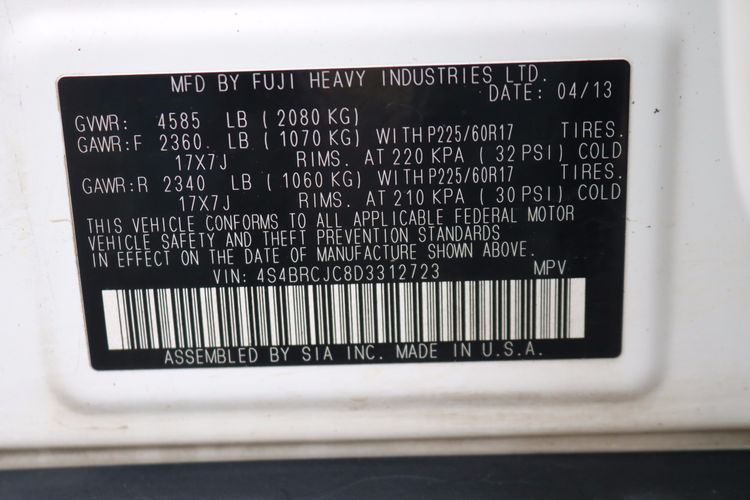 MFD BY FUJI HEAVY INDUSTRIES LTD.
DATE: 04/13
GVWR: 4585 LB ( 2080 KG)
GAWR:F 2360. LB ( 1070 KG) WITH P225/60R17 TIRES.
17X7J RIMS. AT 220 KPA ( 32 PSI) COLD
GAWR:R 2340 LB ( 1060 KG) WITH P225/60R17 TIRES.
17X7J RIMS. AT 210 KPA ( 30 PSI) COLD
THIS VEHICLE CONFORMS TO ALL APPLICABLE FEDERAL MOTOR
VEHICLE SAFETY AND THEFT PREVENTION STANDARDS
IN EFFECT ON THE DATE OF MANUFACTURE SHOWN ABOVE.
VIN: 4S4BRCJC8D3312723 MPV
ASSEMBLED BY SIA INC. MADE IN U.S.A.